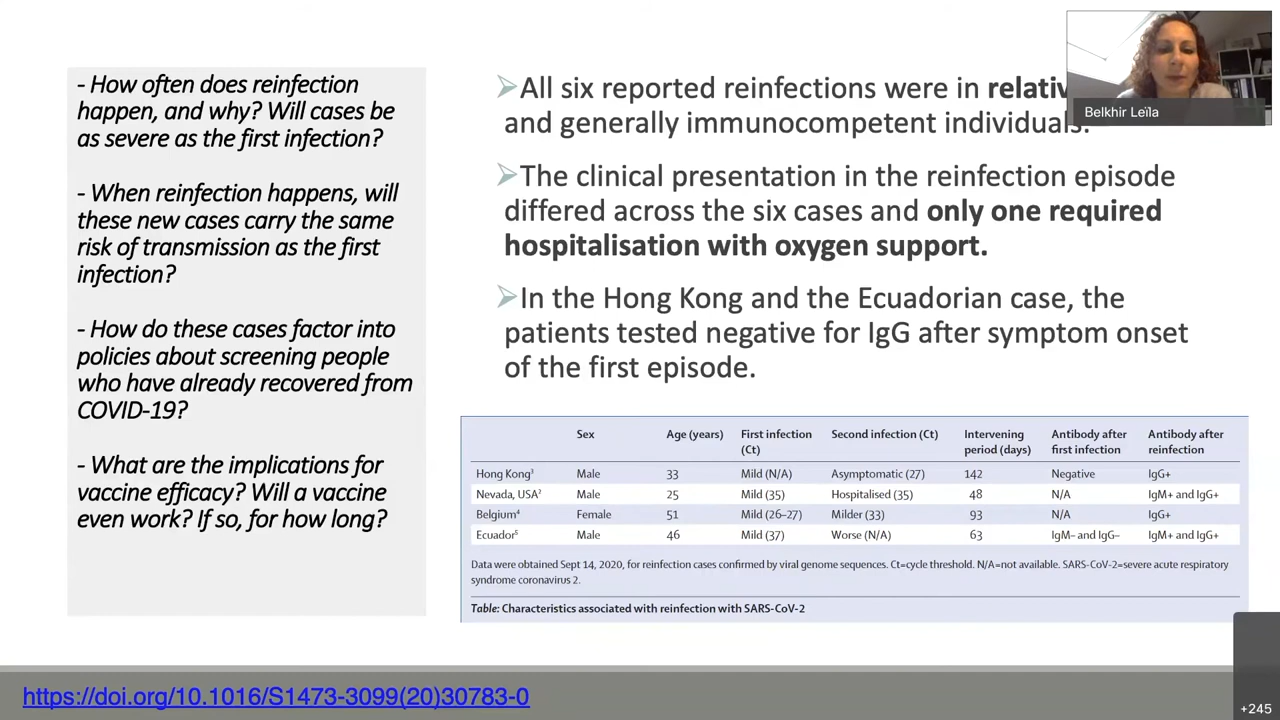 - How often does reinfection
happen, and why? Will cases be
as severe as the first infection?
- When reinfection happens, will
these new cases carry the same
risk of transmission as the first
infection?
- How do these cases factor into
policies about screening people
who have already recovered from
COVID-19?
- What are the implications for
vaccine efficacy? Will a vaccine
even work? If so, for how long?
➢All six reported reinfections were in
and generally immunocompetent individuals.
➢The clinical presentation in the reinfection episode
differed across the six cases and only one required
hospitalisation with oxygen support.
➢In the Hong Kong and the Ecuadorian case, the
patients tested negative for IgG after symptom onset
of the first episode.
Belkhir Leïla
Sex Age (years) First infection (Ct) Second infection (Ct) Intervening period (days) Antibody after first infection Antibody after reinfection
Hong Kong³ Male 33 Mild (N/A) Asymptomatic (27) 142 Negative IgG+
Nevada, USA² Male 25 Mild (35) Hospitalised (35) 48 N/A IgM+ and IgG+
Belgium⁴ Female 51 Mild (26–27) Milder (33) 93 N/A IgG+
Ecuador⁵ Male 46 Mild (37) Worse (N/A) 63 IgM– and IgG– IgM+ and IgG+
Data were obtained Sept 14, 2020, for reinfection cases confirmed by viral genome sequences. Ct=cycle threshold. N/A=not available. SARS-CoV-2=severe acute respiratory
syndrome coronavirus 2.
Table: Characteristics associated with reinfection with SARS-CoV-2
https://doi.org/10.1016/S1473-3099(20)30783-0
+245